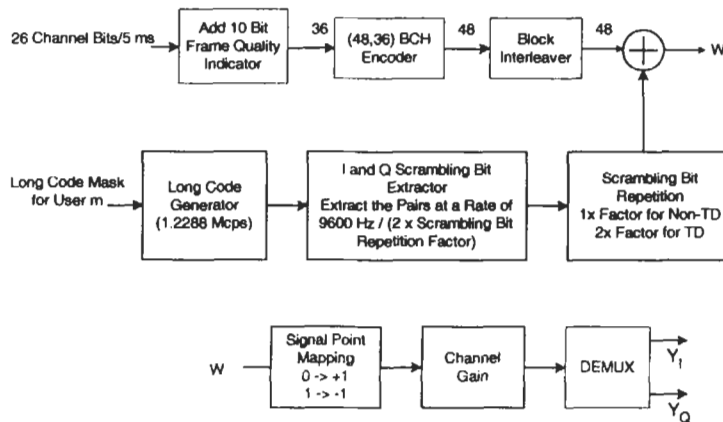 26 Channel Bits/5 ms
Add 10 Bit
Frame Quality
Indicator
36
(48,36) BCH
Encoder
48
Block
Interleaver
48
W
Long Code Mask
for User m
Long Code
Generator
(1.2288 Mcps)
I and Q Scrambling Bit
Extractor
Extract the Pairs at a Rate of
9600 Hz / (2 x Scrambling Bit
Repetition Factor)
Scrambling Bit
Repetition
1x Factor for Non-TD
2x Factor for TD
W
Signal Point
Mapping
0 -> +1
1 -> -1
Channel
Gain
DEMUX
Y_I
Y_Q